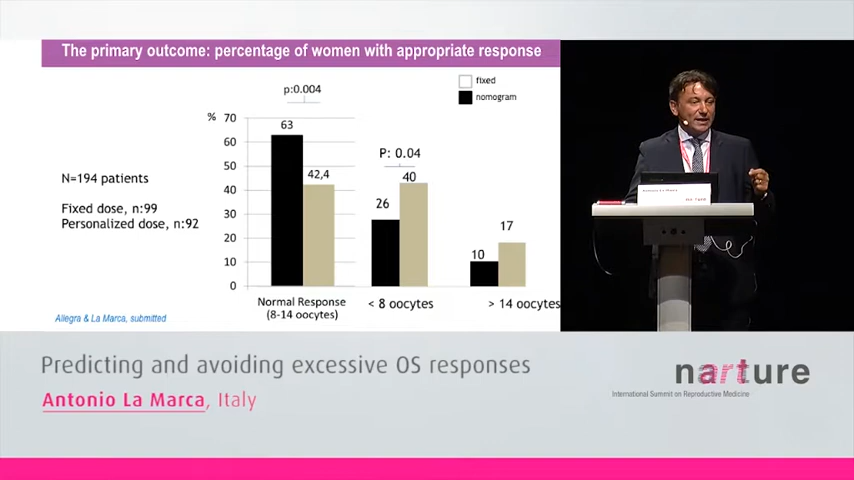 The primary outcome: percentage of women with appropriate response
fixed
nomogram
p:0.004
%
70
60
50
40
30
20
10
0
63
42,4
P: 0.04
26
40
10
17
N=194 patients
Fixed dose, n:99
Personalized dose, n:92
Normal Response
(8-14 oocytes)
< 8 oocytes
> 14 oocytes
Allegra & La Marca, submitted
Predicting and avoiding excessive OS responses
Antonio La Marca, Italy
narture
International Summit on Reproductive Medicine